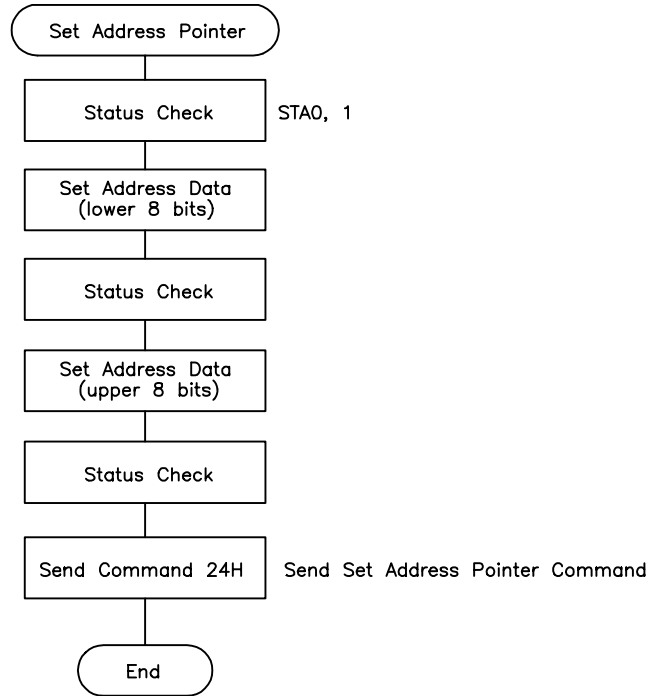 Set Address Pointer
Status Check
STA0, 1
Set Address Data
(lower 8 bits)
Status Check
Set Address Data
(upper 8 bits)
Status Check
Send Command 24H
Send Set Address Pointer Command
End